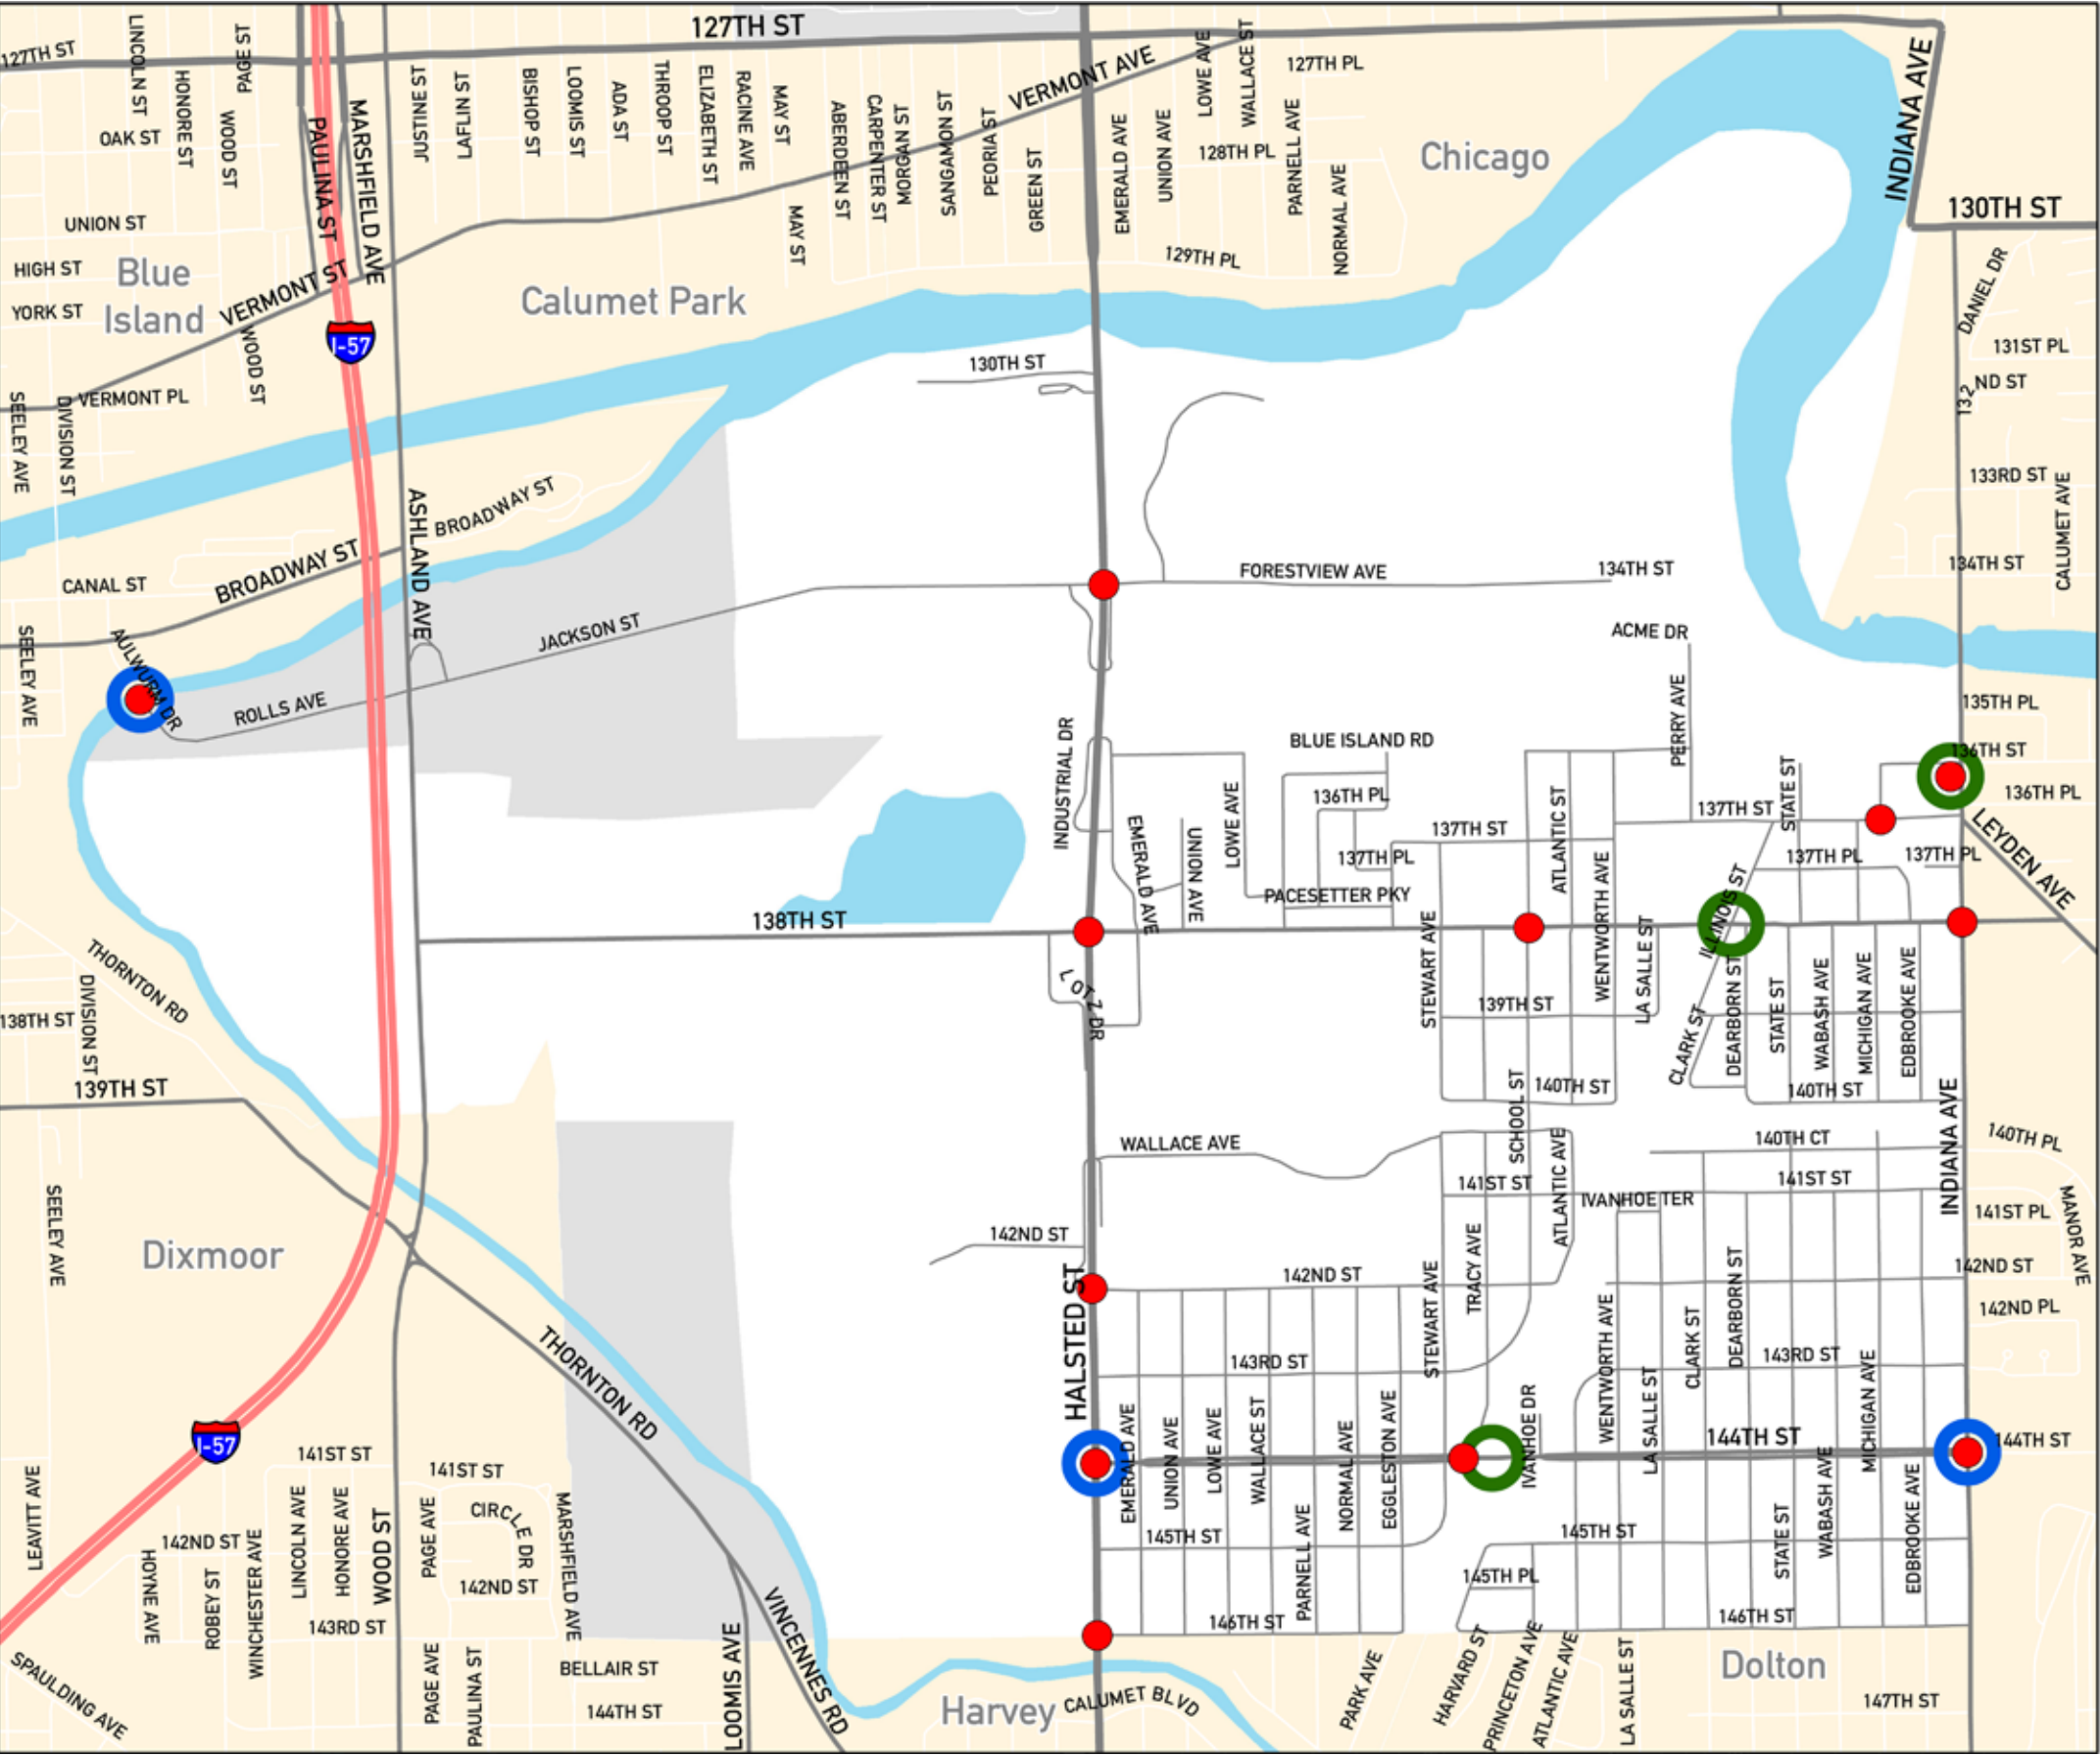 127TH ST
127TH ST
LINCOLN ST
HONORE ST
PAGE ST
WOOD ST
OAK ST
UNION ST
HIGH ST
YORK ST
Blue
Island
PAULINA ST
MARSHFIELD AVE
JUSTINE ST
LAFLIN ST
BISHOP ST
LOOMIS ST
ADA ST
THROOP ST
ELIZABETH ST
RACINE AVE
MAY ST
MAY ST
ABERDEEN ST
CARPENTER ST
MORGAN ST
SANGAMON ST
PEORIA ST
GREEN ST
VERMONT AVE
EMERALD AVE
UNION AVE
LOWE AVE
WALLACE ST
127TH PL
128TH PL
PARNELL AVE
NORMAL AVE
129TH PL
Chicago
INDIANA AVE
130TH ST
DANIEL DR
131ST PL
132
ND ST
133RD ST
CALUMET AVE
134TH ST
VERMONT ST
I-57
WOOD ST
VERMONT PL
SEELEY AVE
DIVISION ST
Calumet Park
130TH ST
BROADWAY ST
BROADWAY ST
ASHLAND AVE
CANAL ST
SEELEY AVE
AULWURM DR
ROLLS AVE
JACKSON ST
FORESTVIEW AVE
134TH ST
ACME DR
PERRY AVE
135TH PL
136TH ST
136TH PL
LEYDEN AVE
INDUSTRIAL DR
EMERALD AVE
UNION AVE
LOWE AVE
BLUE ISLAND RD
136TH PL
137TH ST
137TH PL
PACESETTER PKY
ATLANTIC ST
WENTWORTH AVE
137TH ST
STATE ST
137TH PL
137TH PL
ILLINOIS ST
138TH ST
LOTZ DR
STEWART AVE
139TH ST
LA SALLE ST
CLARK ST
DEARBORN ST
STATE ST
WABASH AVE
MICHIGAN AVE
EDBROOKE AVE
140TH ST
140TH ST
SCHOOL ST
INDIANA AVE
THORNTON RD
138TH ST
DIVISION ST
139TH ST
SEELEY AVE
Dixmoor
WALLACE AVE
140TH CT
140TH PL
141ST ST
ATLANTIC AVE
IVANHOE TER
141ST ST
141ST PL
MANOR AVE
142ND ST
142ND ST
142ND ST
142ND PL
HALSTED ST
STEWART AVE
TRACY AVE
WENTWORTH AVE
CLARK ST
DEARBORN ST
143RD ST
143RD ST
THORNTON RD
I-57
EMERALD AVE
UNION AVE
LOWE AVE
WALLACE ST
PARNELL AVE
NORMAL AVE
EGGLESTON AVE
IVANHOE DR
LA SALLE ST
144TH ST
MICHIGAN AVE
WABASH AVE
STATE ST
EDBROOKE AVE
144TH ST
145TH ST
145TH ST
145TH PL
146TH ST
146TH ST
LEAVITT AVE
141ST ST
141ST ST
142ND ST
HOYNE AVE
ROBEY ST
WINCHESTER AVE
LINCOLN AVE
HONORE AVE
WOOD ST
PAGE AVE
CIRCLE DR
142ND ST
MARSHFIELD AVE
143RD ST
SPAULDING AVE
PAGE AVE
PAULINA ST
BELLAIR ST
144TH ST
LOOMIS AVE
VINCENNES RD
Harvey
CALUMET BLVD
PARK AVE
HARVARD ST
PRINCETON AVE
ATLANTIC AVE
LA SALLE ST
Dolton
147TH ST